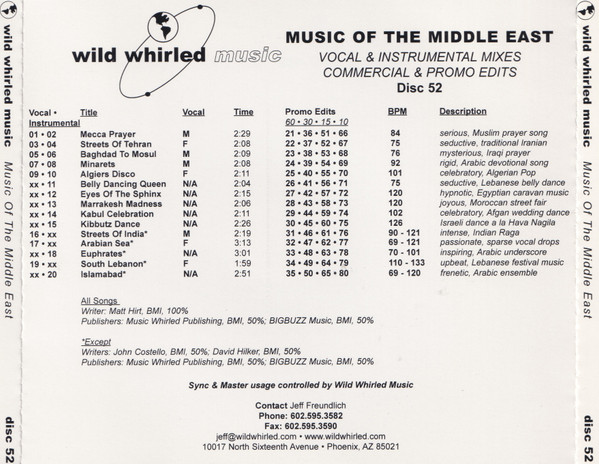 wild whirled music
Music Of The Middle East
disc 52
wild whirled music
MUSIC OF THE MIDDLE EAST
VOCAL & INSTRUMENTAL MIXES
COMMERCIAL & PROMO EDITS
Disc 52
Vocal • Instrumental Title Vocal Time Promo Edits 60 • 30 • 15 • 10 BPM Description
01 • 02 Mecca Prayer M 2:29 21 • 36 • 51 • 66 84 serious, Muslim prayer song
03 • 04 Streets Of Tehran F 2:08 22 • 37 • 52 • 67 75 seductive, traditional Iranian
05 • 06 Baghdad To Mosul M 2:09 23 • 38 • 53 • 68 76 mysterious, Iraqi prayer
07 • 08 Minarets M 2:08 24 • 39 • 54 • 69 92 rigid, Arabic devotional song
09 • 10 Algiers Disco F 2:11 25 • 40 • 55 • 70 101 celebratory, Algerian Pop
xx • 11 Belly Dancing Queen N/A 2:04 26 • 41 • 56 • 71 75 seductive, Lebanese belly dance
xx • 12 Eyes Of The Sphinx N/A 2:15 27 • 42 • 57 • 72 120 hypnotic, Egyptian caravan music
xx • 13 Marrakesh Madness N/A 2:06 28 • 43 • 58 • 73 120 joyous, Moroccan street fair
xx • 14 Kabul Celebration N/A 2:11 29 • 44 • 59 • 74 102 celebratory, Afgan wedding dance
xx • 15 Kibbutz Dance N/A 2:26 30 • 45 • 60 • 75 126 Israeli dance a la Hava Nagila
xx • 16 Streets Of India* M 2:19 31 • 46 • 61 • 76 90 - 121 intense, Indian Raga
17 • xx Arabian Sea* F 3:13 32 • 47 • 62 • 77 69 - 121 passionate, sparse vocal drops
xx • 18 Euphrates* N/A 3:01 33 • 48 • 63 • 78 70 - 101 inspiring, Arabic underscore
19 • xx South Lebanon* F 1:59 34 • 49 • 64 • 79 110 - 133 upbeat, Lebanese festival music
xx • 20 Islamabad* N/A 2:51 35 • 50 • 65 • 80 69 - 120 frenetic, Arabic ensemble
All Songs
Writer: Matt Hirt, BMI, 100%
Publishers: Music Whirled Publishing, BMI, 50%; BIGBUZZ Music, BMI, 50%
*Except
Writers: John Costello, BMI, 50%; David Hilker, BMI, 50%
Publishers: Music Whirled Publishing, BMI, 50%; BIGBUZZ Music, BMI, 50%
Sync & Master usage controlled by Wild Whirled Music
Contact Jeff Freundlich
Phone: 602.595.3582
Fax: 602.595.3590
jeff@wildwhirled.com • www.wildwhirled.com
10017 North Sixteenth Avenue • Phoenix, AZ 85021
wild whirled music
Music Of The Middle East
disc 52